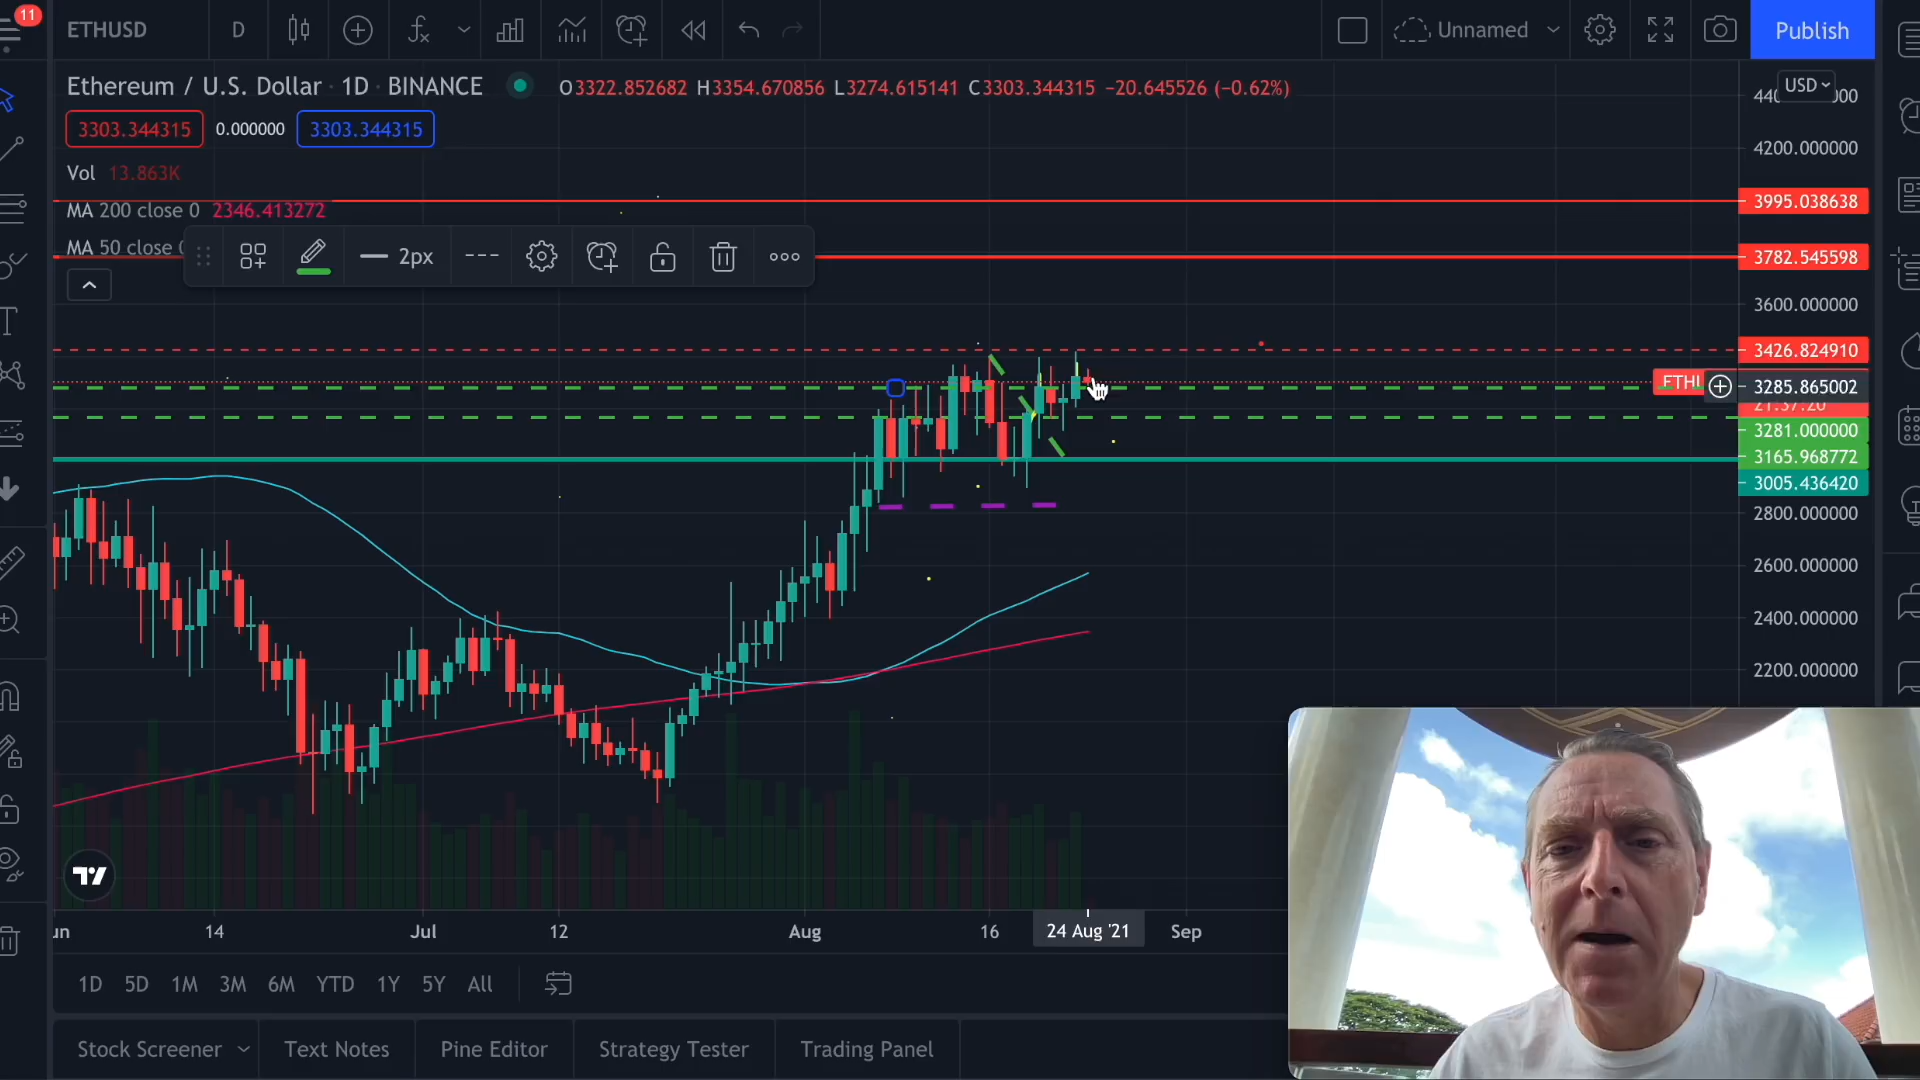 11
ETHUSD
D
Unnamed
Publish
Ethereum / U.S. Dollar · 1D · BINANCE
O3322.852682 H3354.670856 L3274.615141 C3303.344315 −20.645526 (−0.62%)
USD
4200.000000
3303.344315 0.000000 3303.344315
Vol 13.863K
3995.038638
MA 200 close 0 2346.413272
MA 50 close 0
2px
3782.545598
3600.000000
3426.824910
ETHU
3285.865002
3281.000000
3165.968772
3005.436420
2800.000000
2600.000000
2400.000000
2200.000000
14 Jul 12 Aug 16 24 Aug '21 Sep
1D 5D 1M 3M 6M YTD 1Y 5Y All
Stock Screener Text Notes Pine Editor Strategy Tester Trading Panel